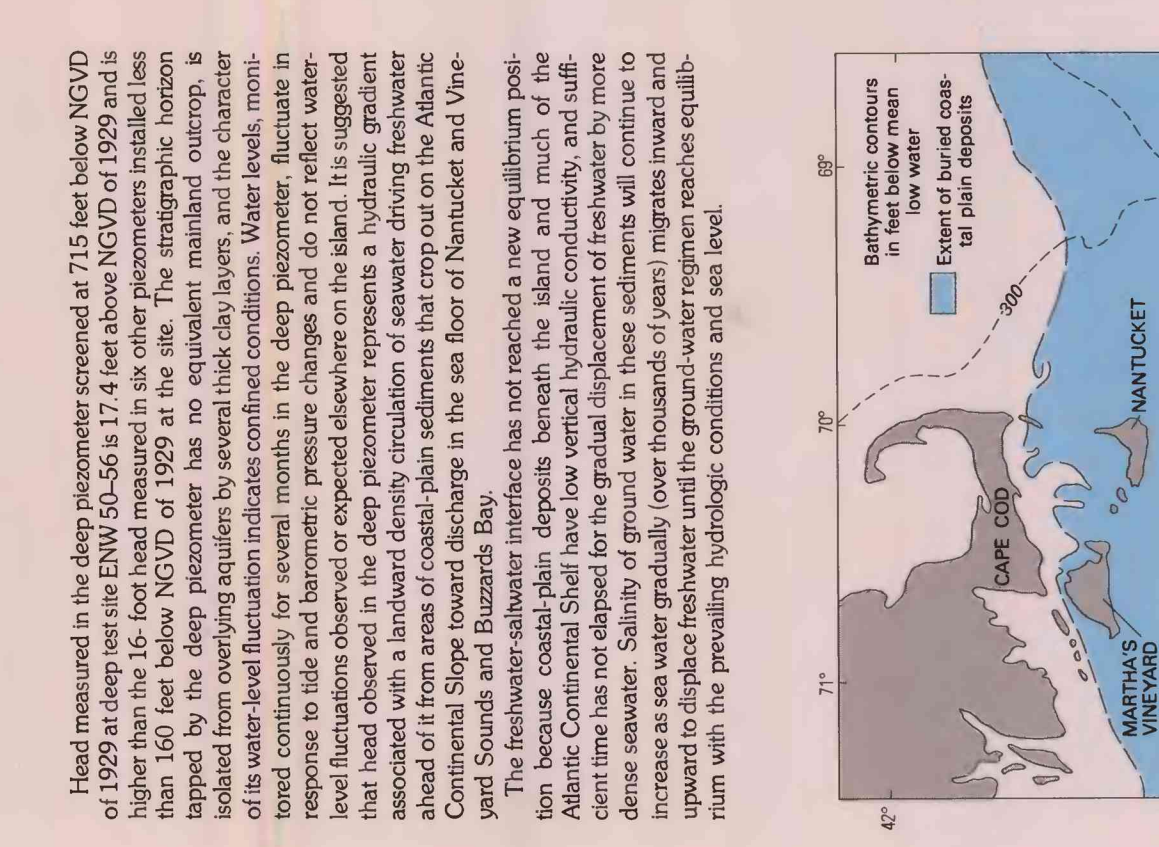 Head measured in the deep piezometer screened at 715 feet below NGVD
of 1929 at deep test site ENW 50–56 is 17.4 feet above NGVD of 1929 and is
higher than the 16- foot head measured in six other piezometers installed less
than 160 feet below NGVD of 1929 at the site. The stratigraphic horizon
tapped by the deep piezometer has no equivalent mainland outcrop, is
isolated from overlying aquifers by several thick clay layers, and the character
of its water-level fluctuation indicates confined conditions. Water levels, moni-
tored continuously for several months in the deep piezometer, fluctuate in
response to tide and barometric pressure changes and do not reflect water-
level fluctuations observed or expected elsewhere on the island. It is suggested
that head observed in the deep piezometer represents a hydraulic gradient
associated with a landward density circulation of seawater driving freshwater
ahead of it from areas of coastal-plain sediments that crop out on the Atlantic
Continental Slope toward discharge in the sea floor of Nantucket and Vine-
yard Sounds and Buzzards Bay.
The freshwater-saltwater interface has not reached a new equilibrium posi-
tion because coastal-plain deposits beneath the island and much of the
Atlantic Continental Shelf have low vertical hydraulic conductivity, and suffi-
cient time has not elapsed for the gradual displacement of freshwater by more
dense seawater. Salinity of ground water in these sediments will continue to
increase as sea water gradually (over thousands of years) migrates inward and
upward to displace freshwater until the ground-water regimen reaches equilib-
rium with the prevailing hydrologic conditions and sea level.
71°
70°
69°
42°
Bathymetric contours
in feet below mean
low water
Extent of buried coas-
tal plain deposits
300
CAPE COD
MARTHA'S
VINEYARD
NANTUCKET